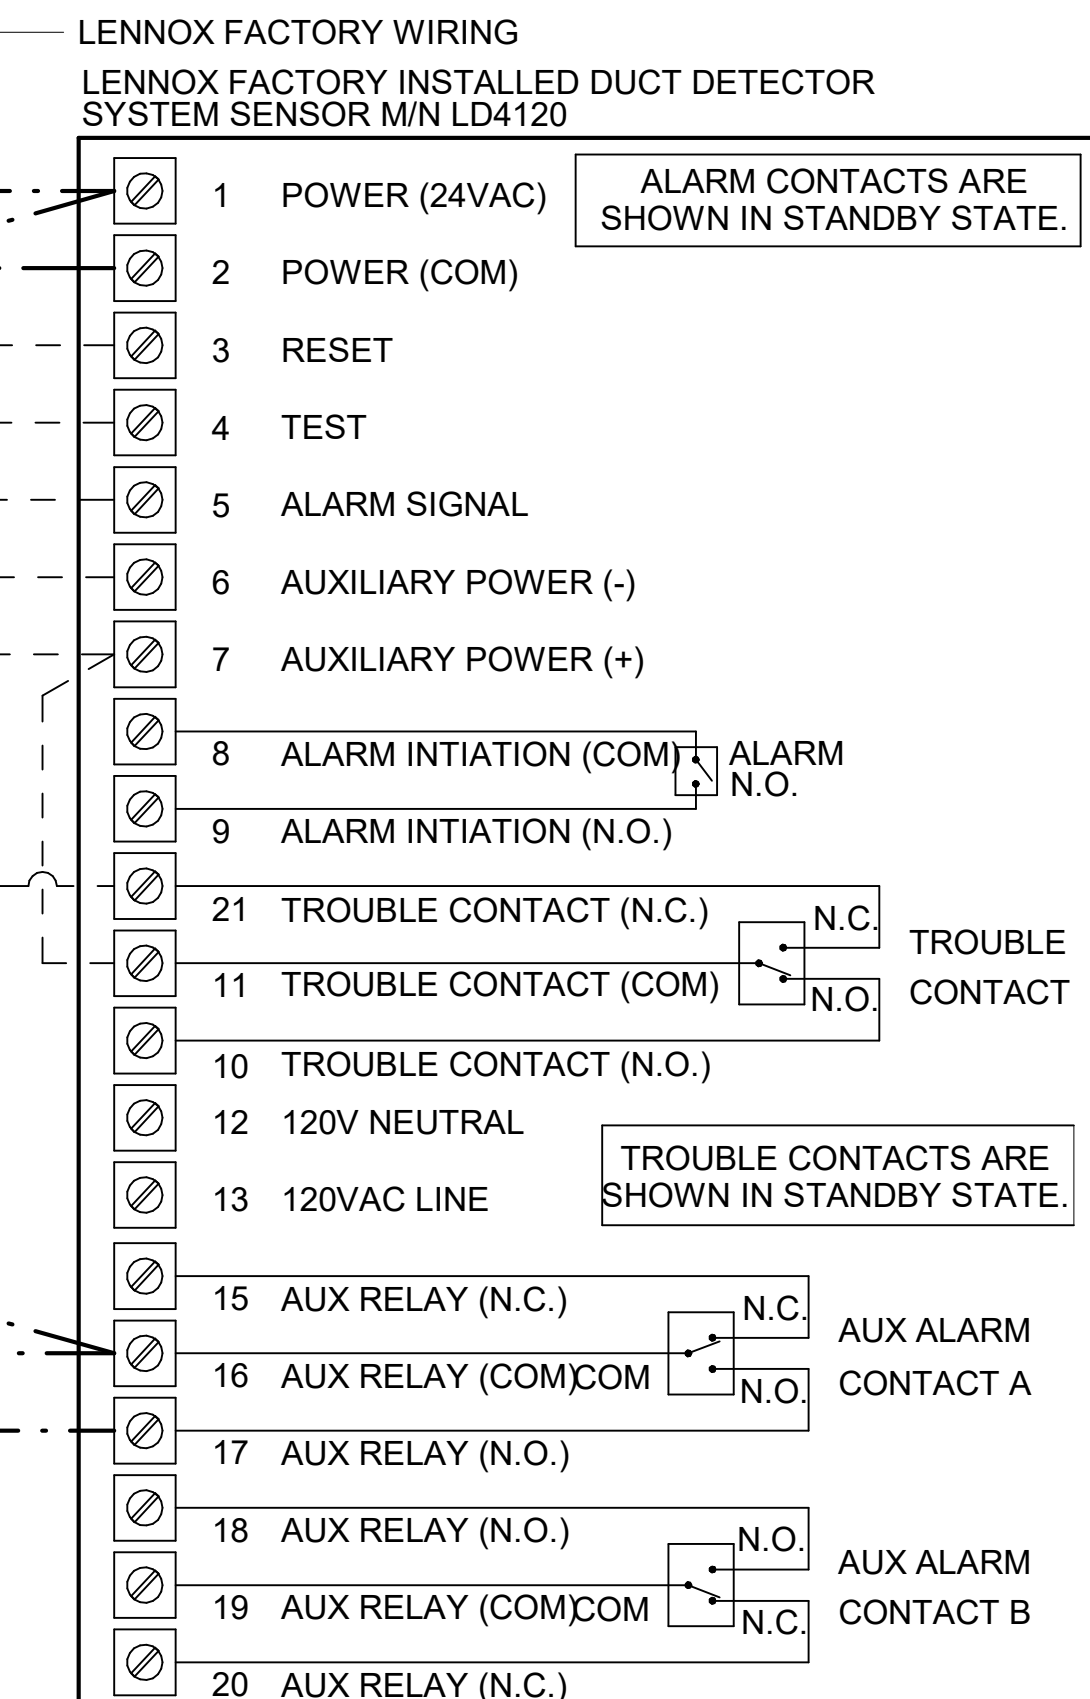 LENNOX FACTORY WIRING
LENNOX FACTORY INSTALLED DUCT DETECTOR
SYSTEM SENSOR M/N LD4120
1 POWER (24VAC)
ALARM CONTACTS ARE
SHOWN IN STANDBY STATE.
2 POWER (COM)
3 RESET
4 TEST
5 ALARM SIGNAL
6 AUXILIARY POWER (-)
7 AUXILIARY POWER (+)
8 ALARM INTIATION (COM)
ALARM
N.O.
9 ALARM INTIATION (N.O.)
21 TROUBLE CONTACT (N.C.)
N.C.
TROUBLE
CONTACT
11 TROUBLE CONTACT (COM)
N.O.
10 TROUBLE CONTACT (N.O.)
12 120V NEUTRAL
13 120VAC LINE
TROUBLE CONTACTS ARE
SHOWN IN STANDBY STATE.
15 AUX RELAY (N.C.)
N.C.
AUX ALARM
CONTACT A
16 AUX RELAY (COM)COM
N.O.
17 AUX RELAY (N.O.)
18 AUX RELAY (N.O.)
N.O.
AUX ALARM
CONTACT B
19 AUX RELAY (COM)COM
N.C.
20 AUX RELAY (N.C.)